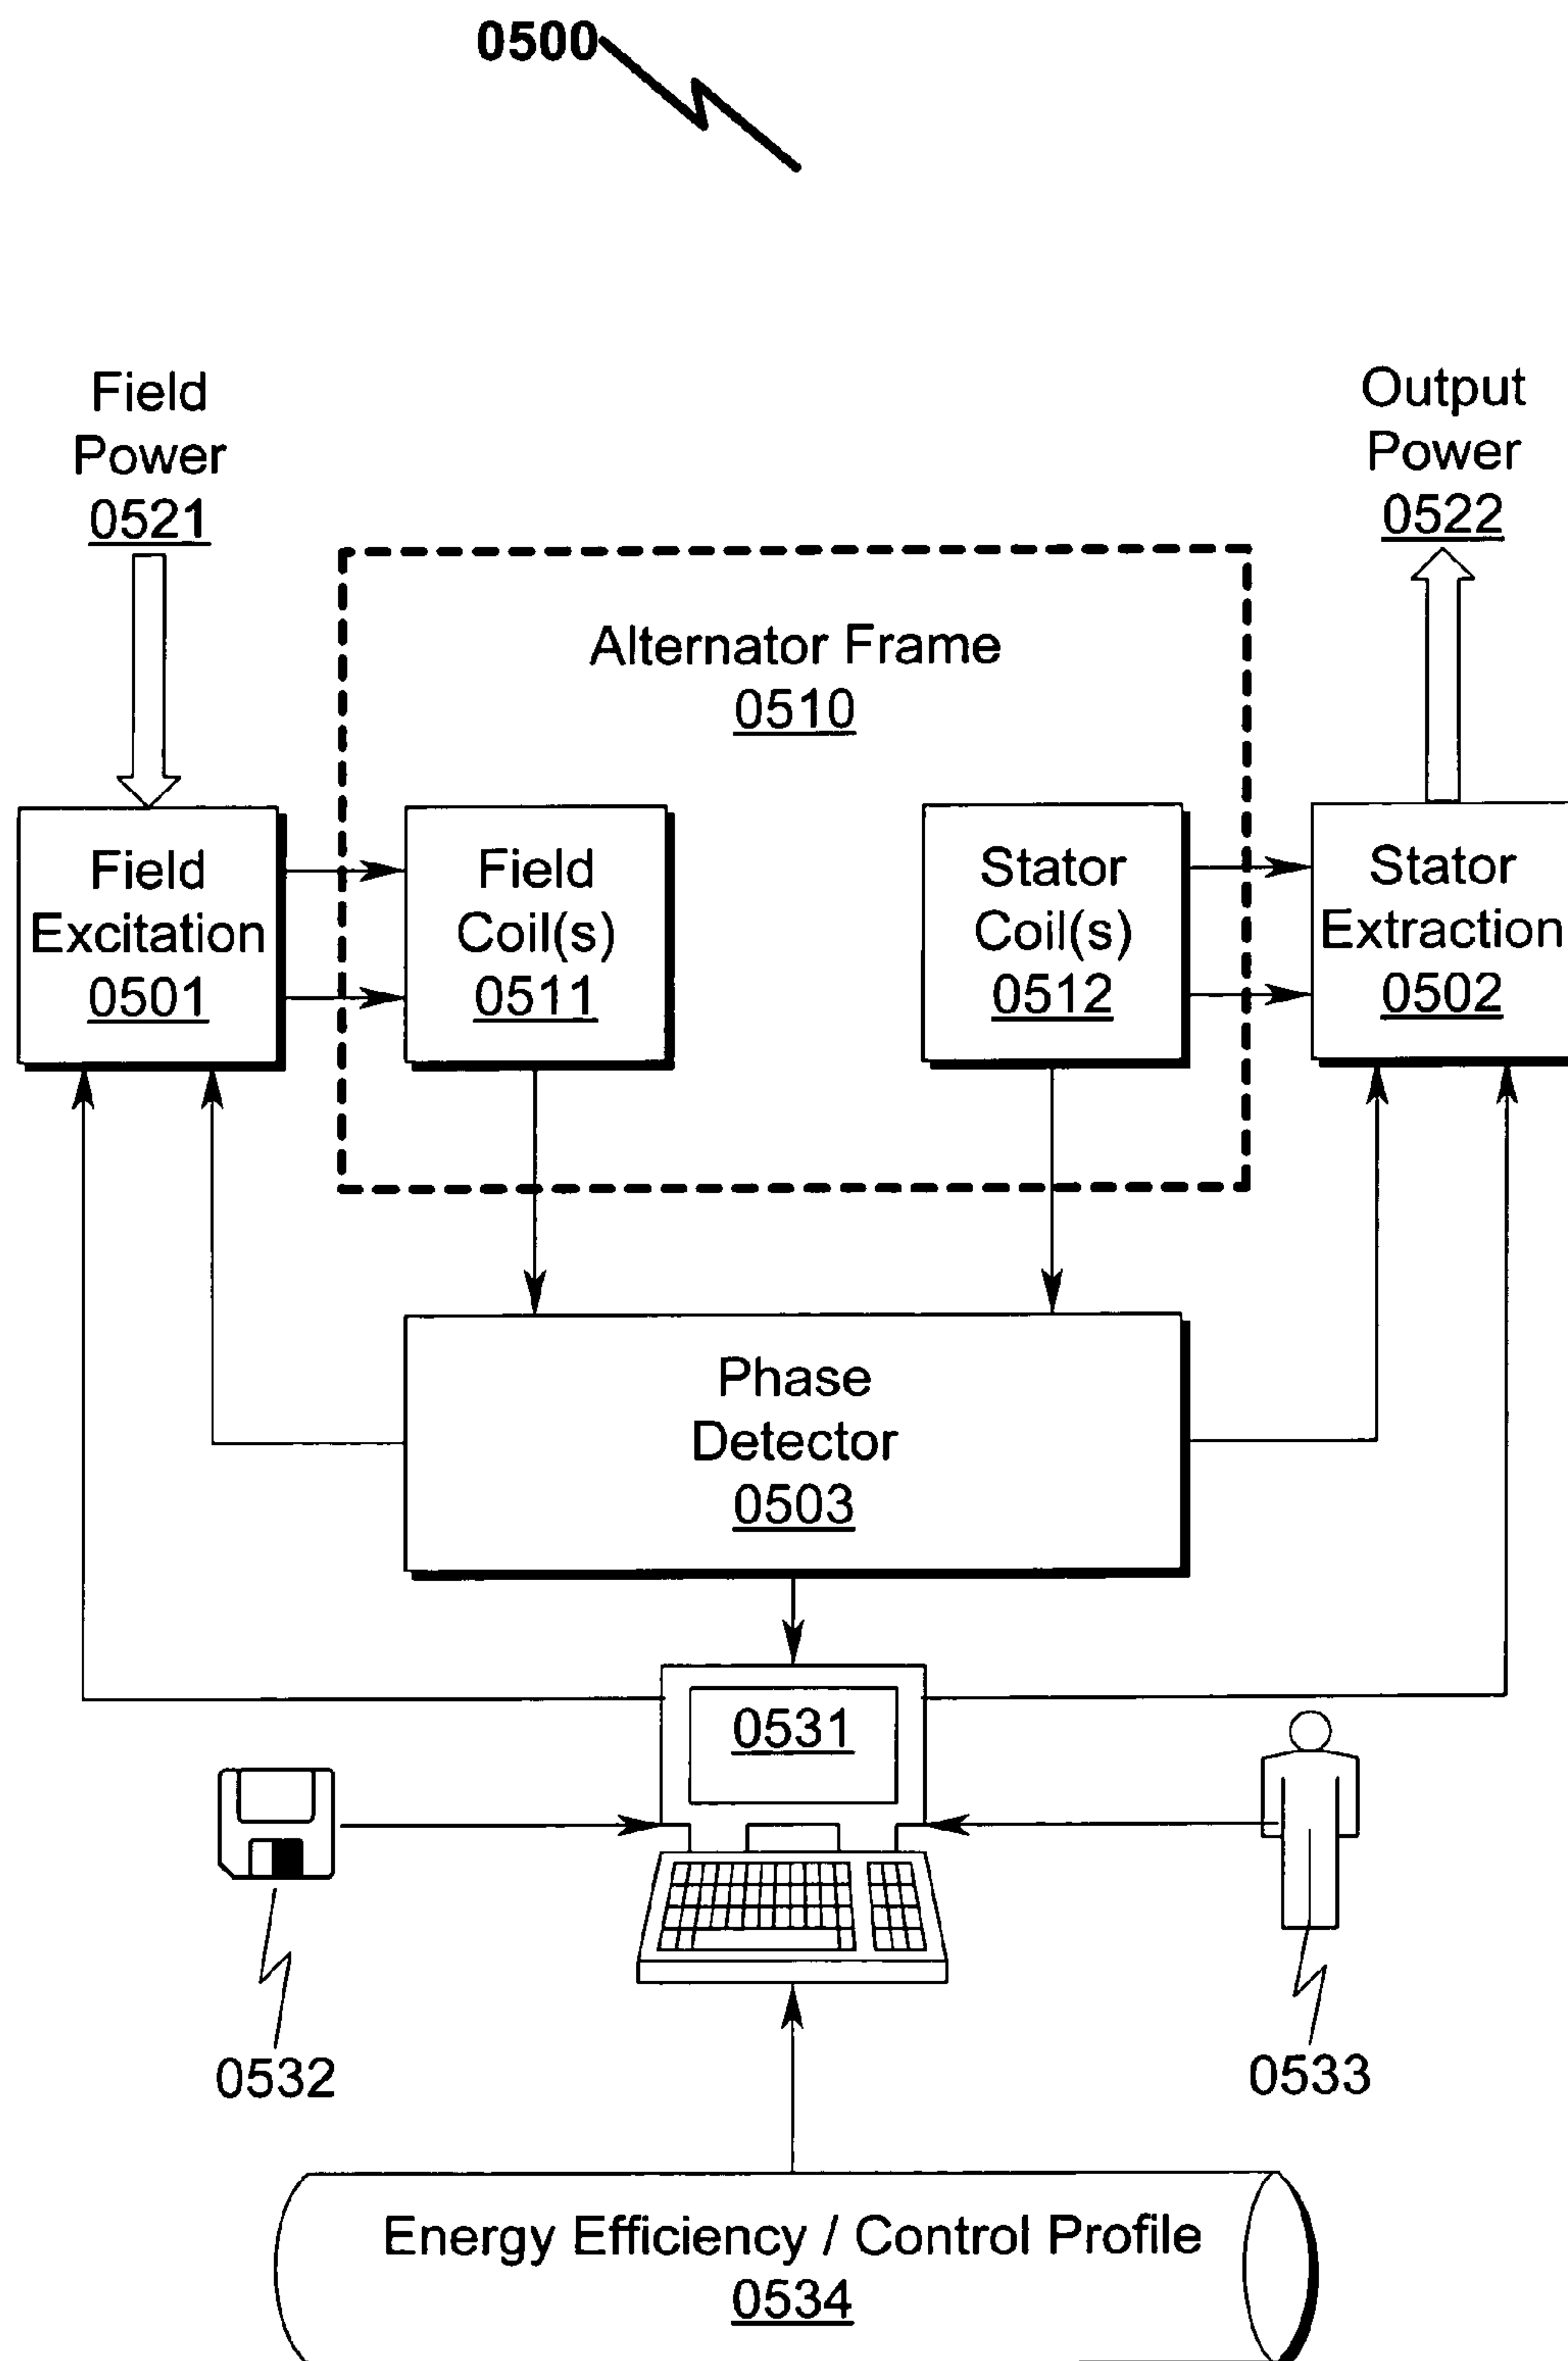 0500
Field
Power
0521
Output
Power
0522
Alternator Frame
0510
Field
Excitation
0501
Field
Coil(s)
0511
Stator
Coil(s)
0512
Stator
Extraction
0502
Phase
Detector
0503
0531
0532
0533
Energy Efficiency / Control Profile
0534